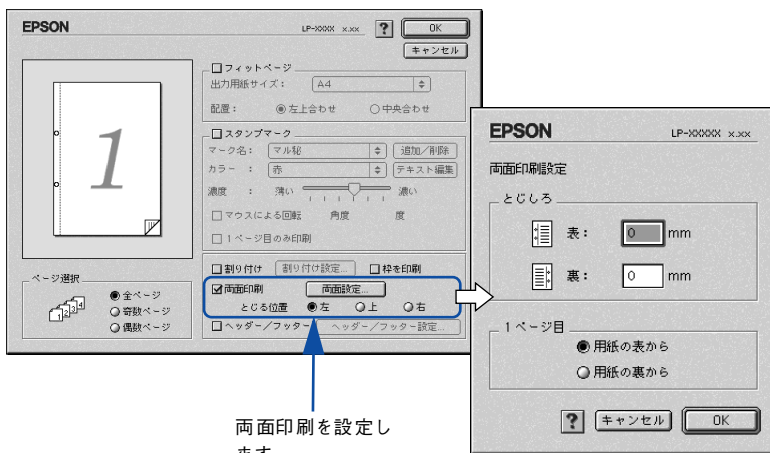 EPSON LP-XXXX x.xx ? OK
キャンセル
フィットページ
出力用紙サイズ： A4
配置： 左上合わせ 中央合わせ
スタンプマーク
マーク名： マル秘 追加／削除
カラー ： 赤 テキスト編集
濃度 ： 薄い 濃い
マウスによる回転 角度 度
1ページ目のみ印刷
割り付け 割り付け設定... 枠を印刷
両面印刷 両面設定...
とじる位置 左 上 右
ヘッダー／フッター ヘッダー／フッター設定...
1
ページ選択
1 2 3 4
全ページ
奇数ページ
偶数ページ
EPSON LP-XXXXX x.xx
両面印刷設定
とじしろ
表： 0 mm
裏： 0 mm
1ページ目
用紙の表から
用紙の裏から
? キャンセル OK
両面印刷を設定し